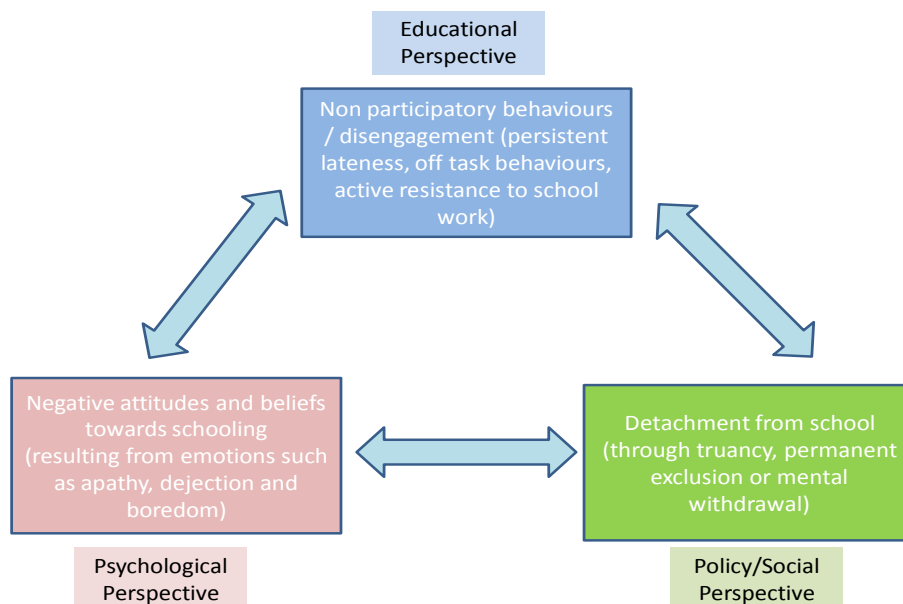 Educational
Perspective
Non participatory behaviours
/ disengagement (persistent
lateness, off task behaviours,
active resistance to school
work)
Negative attitudes and beliefs
towards schooling
(resulting from emotions such
as apathy, dejection and
boredom)
Detachment from school
(through truancy, permanent
exclusion or mental
withdrawal)
Psychological
Perspective
Policy/Social
Perspective